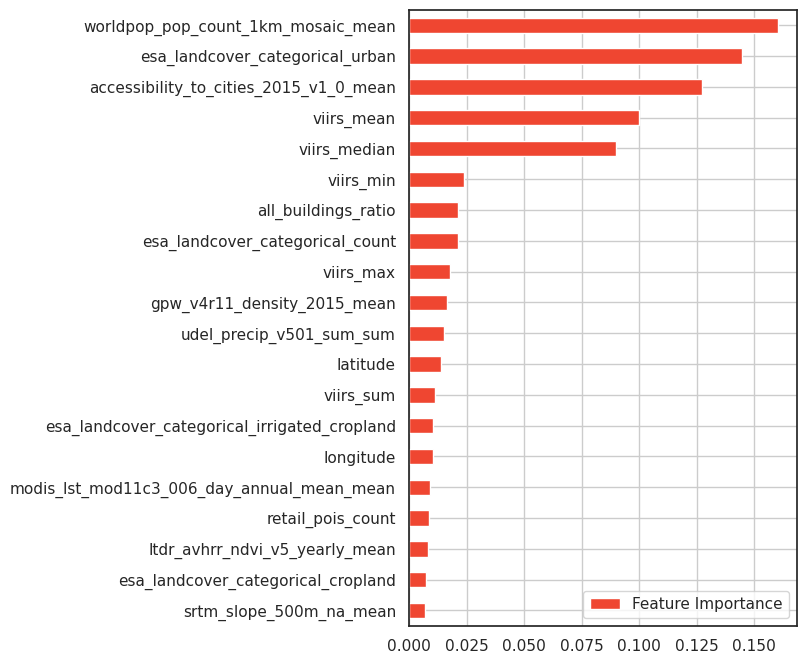 worldpop_pop_count_1km_mosaic_mean
esa_landcover_categorical_urban
accessibility_to_cities_2015_v1_0_mean
viirs_mean
viirs_median
viirs_min
all_buildings_ratio
esa_landcover_categorical_count
viirs_max
gpw_v4r11_density_2015_mean
udel_precip_v501_sum_sum
latitude
viirs_sum
esa_landcover_categorical_irrigated_cropland
longitude
modis_lst_mod11c3_006_day_annual_mean_mean
retail_pois_count
ltdr_avhrr_ndvi_v5_yearly_mean
esa_landcover_categorical_cropland
srtm_slope_500m_na_mean
Feature Importance
0.000 0.025 0.050 0.075 0.100 0.125 0.150